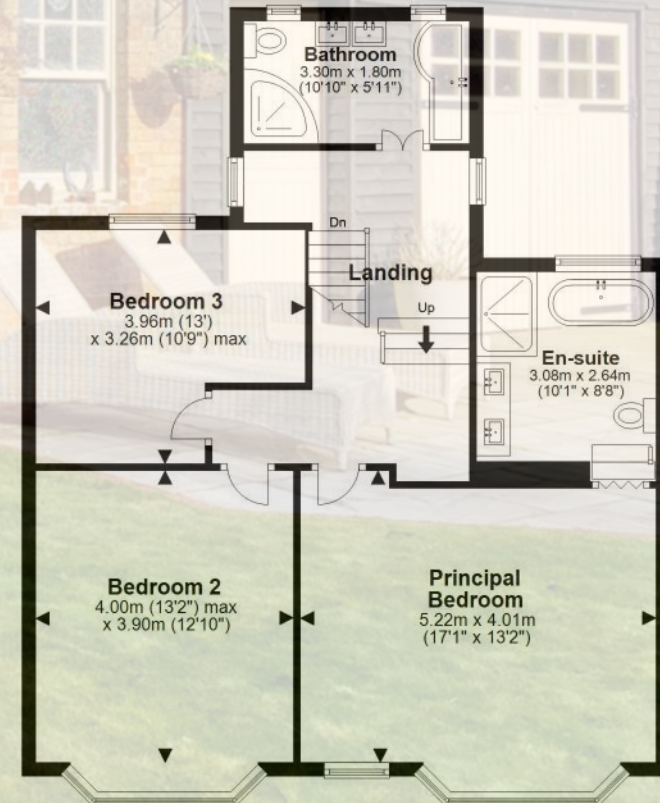 Bathroom
3.30m x 1.80m
(10'10" x 5'11")
Dn
Landing
Up
Bedroom 3
3.96m (13')
x 3.26m (10'9") max
En-suite
3.08m x 2.64m
(10'1" x 8'8")
Bedroom 2
4.00m (13'2") max
x 3.90m (12'10")
Principal
Bedroom
5.22m x 4.01m
(17'1" x 13'2")